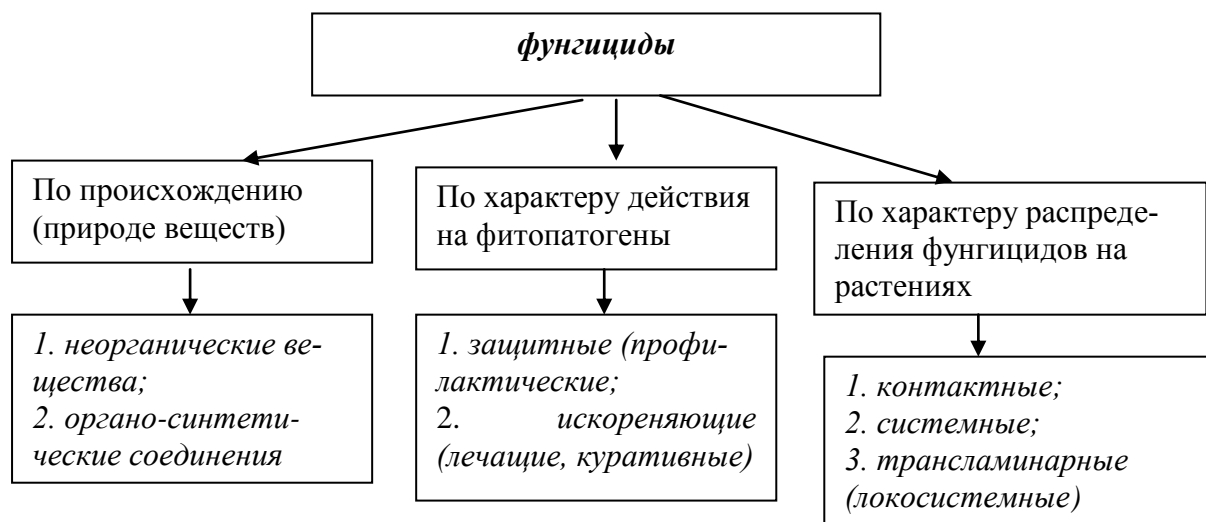 фунгициды
По происхождению
(природе веществ)
По характеру действия
на фитопатогены
По характеру распреде-
ления фунгицидов на
растениях
1. неорганические ве-
щества;
2. органо-синтети-
ческие соединения
1. защитные (профи-
лактические;
2. искореняющие
(лечащие, куративные)
1. контактные;
2. системные;
3. трансламинарные
(локосистемные)